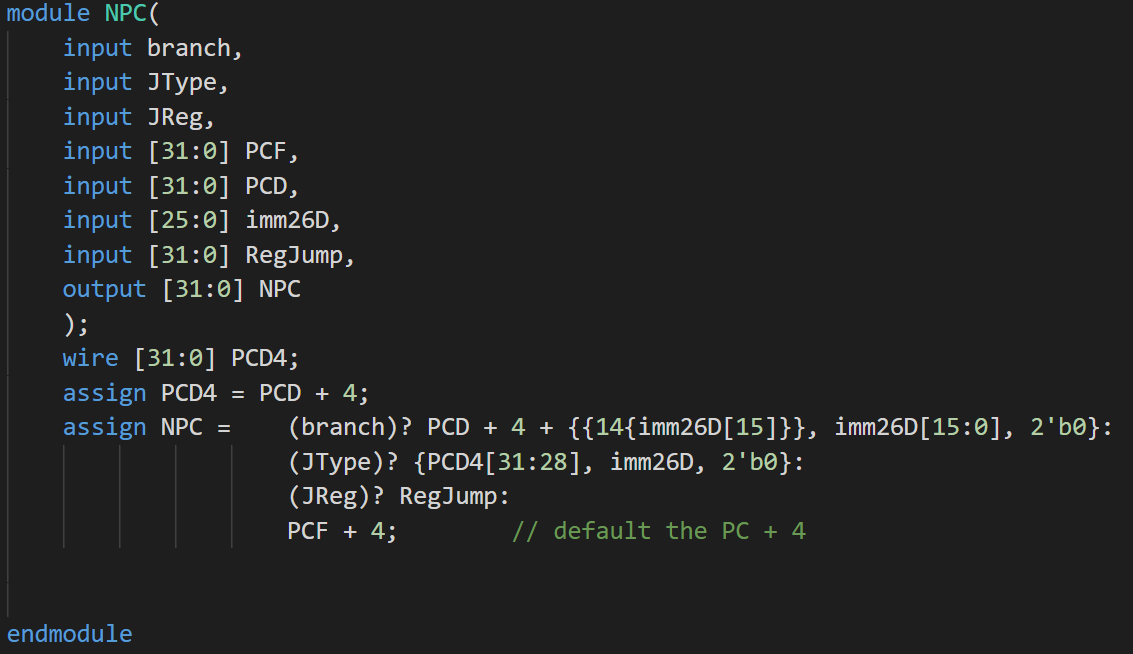 module NPC(
    input branch,
    input JType,
    input JReg,
    input [31:0] PCF,
    input [31:0] PCD,
    input [25:0] imm26D,
    input [31:0] RegJump,
    output [31:0] NPC
    );
    wire [31:0] PCD4;
    assign PCD4 = PCD + 4;
    assign NPC =    (branch)? PCD + 4 + {{14{imm26D[15]}}, imm26D[15:0], 2'b0}:
                    (JType)? {PCD4[31:28], imm26D, 2'b0}:
                    (JReg)? RegJump:
                    PCF + 4;        // default the PC + 4
endmodule